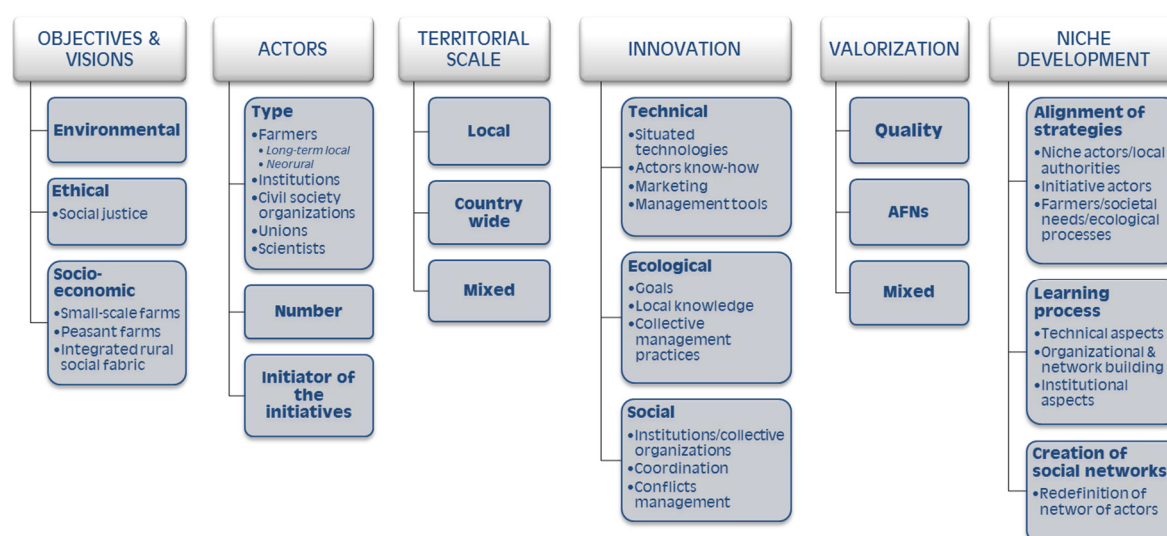 OBJECTIVES &
VISIONS
Environmental
Ethical
•Social justice
Socio-
economic
•Small-scale farms
•Peasant farms
•Integrated rural
social fabric
ACTORS
Type
•Farmers
• Long-term local
• Neorural
•Institutions
•Civil society
organizations
•Unions
•Scientists
Number
Initiator of
the
initiatives
TERRITORIAL
SCALE
Local
Country
wide
Mixed
INNOVATION
Technical
•Situated
technologies
•Actors know-how
•Marketing
•Management tools
Ecological
•Goals
•Local knowledge
•Collective
management
practices
Social
•Institutions/collective
organizations
•Coordination
•Conflicts
management
VALORIZATION
Quality
AFNs
Mixed
NICHE
DEVELOPMENT
Alignment of
strategies
•Niche actors/local
authorities
•Initiative actors
•Farmers/societal
needs/ecological
processes
Learning
process
•Technical aspects
•Organizational &
network building
•Institutional
aspects
Creation of
social networks
•Redefinition of
networ of actors